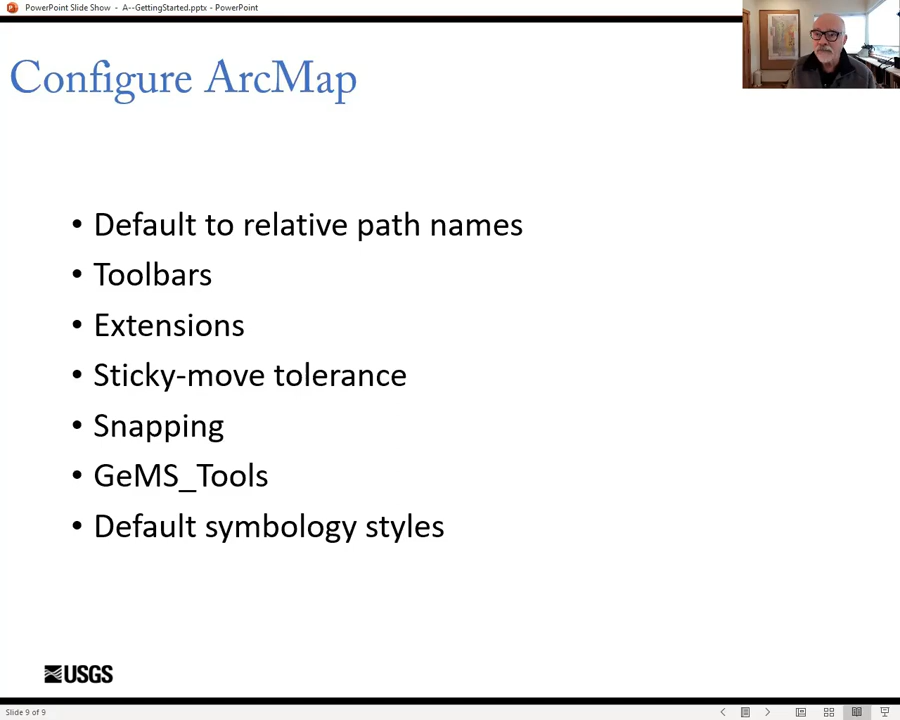 PowerPoint Slide Show - A--GettingStarted.pptx - PowerPoint
Configure ArcMap
• Default to relative path names
• Toolbars
• Extensions
• Sticky-move tolerance
• Snapping
• GeMS_Tools
• Default symbology styles
USGS
Slide 9 of 9